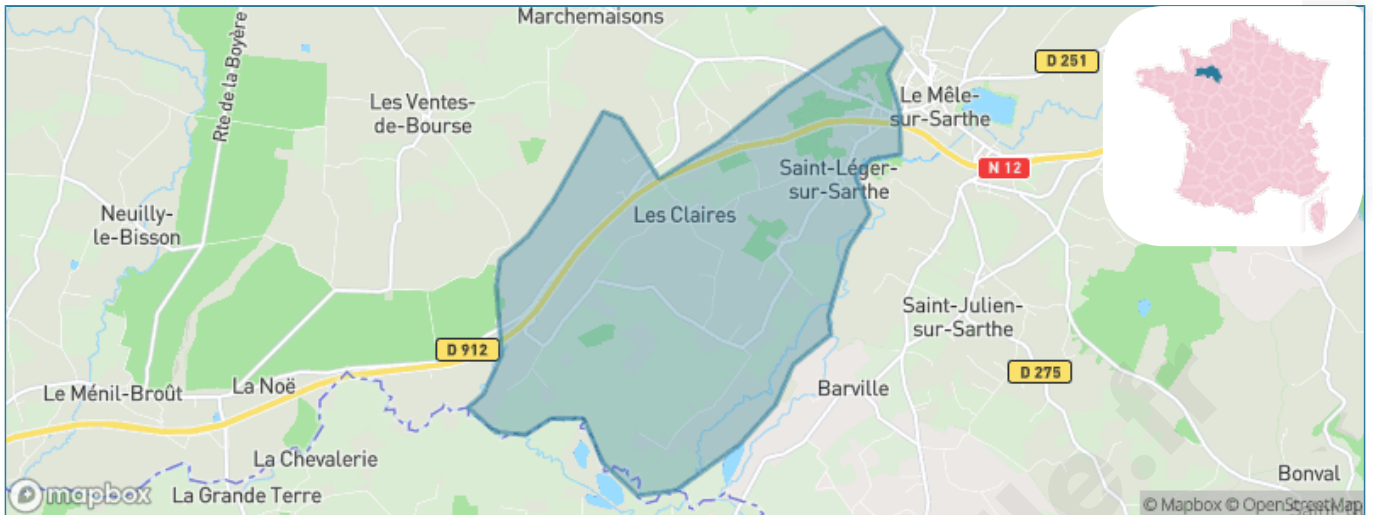 Marchemaisons
Rte de la Boyère
D 251
Les Ventes-
de-Bourse
Le Mêle-
sur-Sarthe
N 12
Saint-Léger-
sur-Sarthe
Neuilly-
le-Bisson
Les Claires
Saint-Julien-
sur-Sarthe
D 912
D 275
Le Ménil-Broût
La Noë
Barville
La Chevalerie
Bonval
La Grande Terre
mapbox
© Mapbox © OpenStreetMap